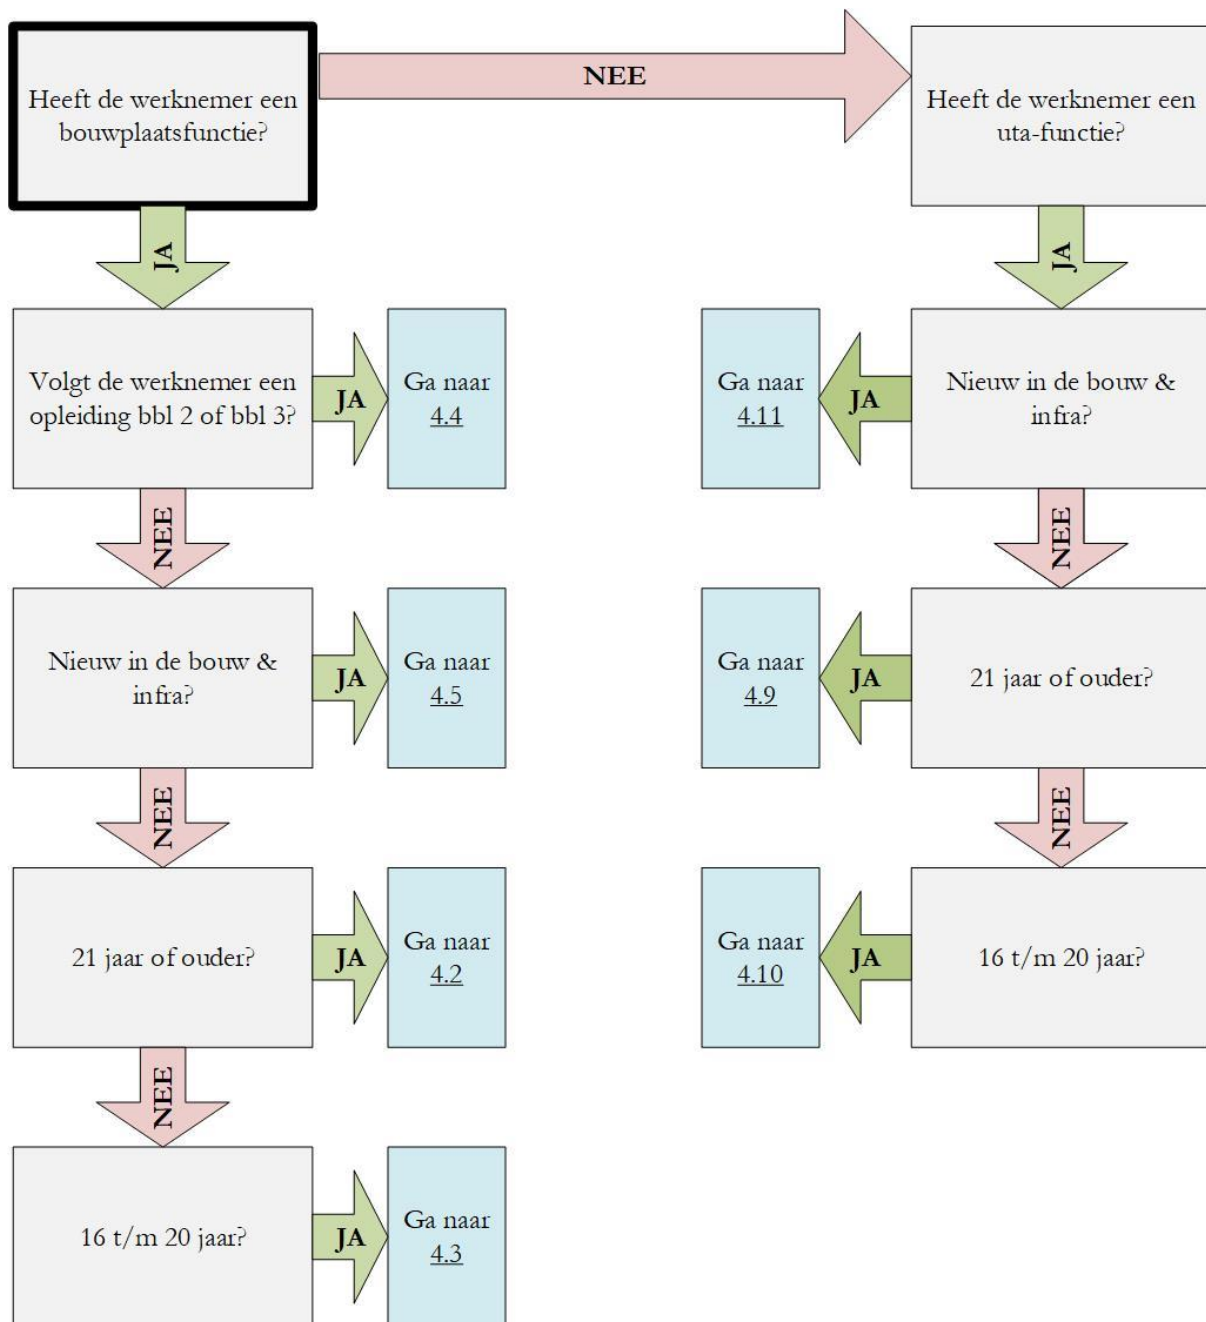 Heeft de werknemer een
bouwplaatsfunctie?
NEE
Heeft de werknemer een
uta-functie?
JA
JA
Volgt de werknemer een
opleiding bbl 2 of bbl 3?
JA
Ga naar
4.4
Ga naar
4.11
JA
Nieuw in de bouw &
infra?
NEE
NEE
Nieuw in de bouw &
infra?
JA
Ga naar
4.5
Ga naar
4.9
JA
21 jaar of ouder?
NEE
NEE
21 jaar of ouder?
JA
Ga naar
4.2
Ga naar
4.10
JA
16 t/m 20 jaar?
NEE
16 t/m 20 jaar?
JA
Ga naar
4.3